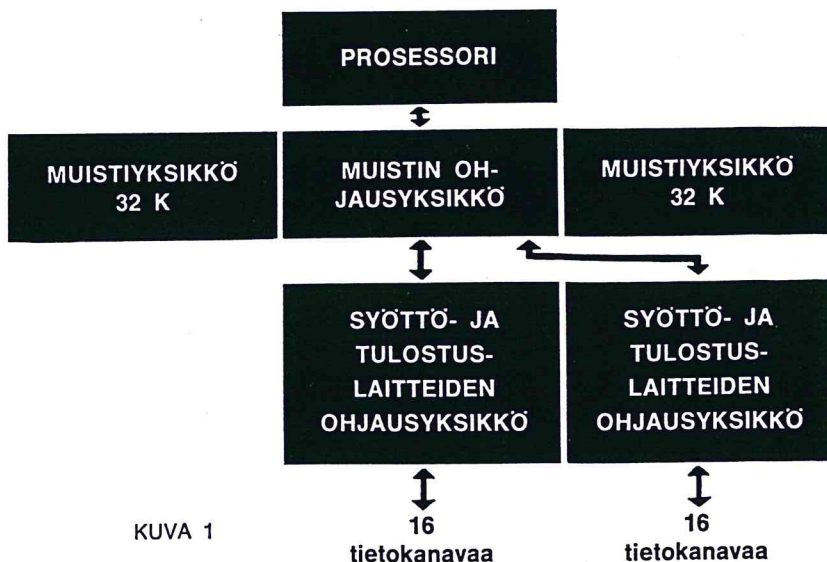 PROSESSORI
MUISTIYKSIKKÖ
32 K
MUISTIN OH-
JAUSYKSIKKÖ
MUISTIYKSIKKÖ
32 K
SYÖTTÖ- JA
TULOSTUS-
LAITTEIDEN
OHJAUSYKSIKKÖ
SYÖTTÖ- JA
TULOSTUS-
LAITTEIDEN
OHJAUSYKSIKKÖ
KUVA 1
16
tietokanavaa
16
tietokanavaa